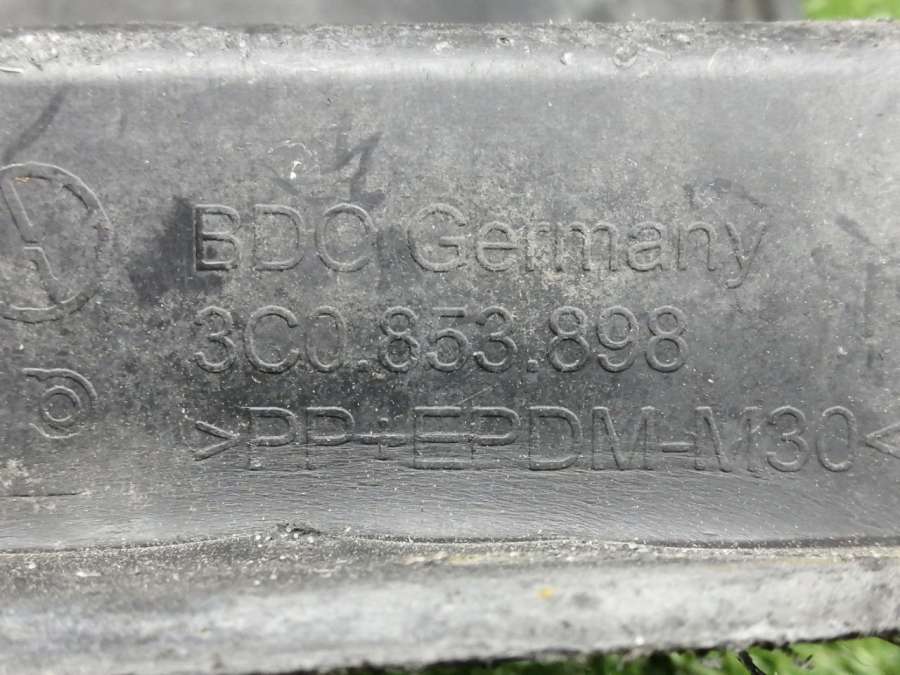 BDO Germany
3C0.853.898
>PP+EPDM-M30<